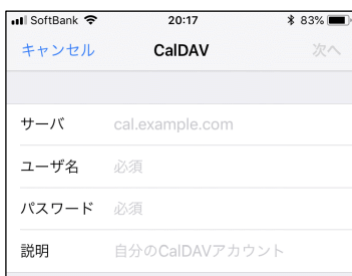 SoftBank 20:17 83%
キャンセル CalDAV 次へ
サーバ cal.example.com
ユーザ名 必須
パスワード 必須
説明 自分のCalDAVアカウント